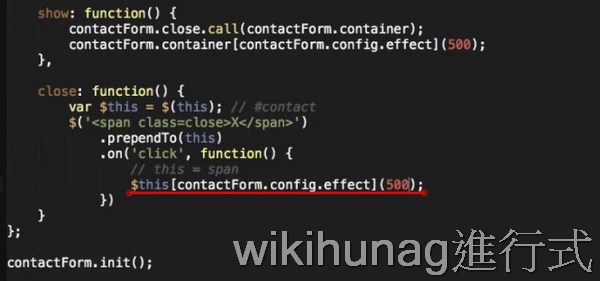 show: function() {
contactForm.close.call(contactForm.container);
contactForm.container[contactForm.config.effect](500);
},
close: function() {
var $this = $(this); // #contact
$('<span class=close>X</span>')
.prependTo(this)
.on('click', function() {
// this = span
$this[contactForm.config.effect](500);
})
}
};
contactForm.init();
wikihunag進行式